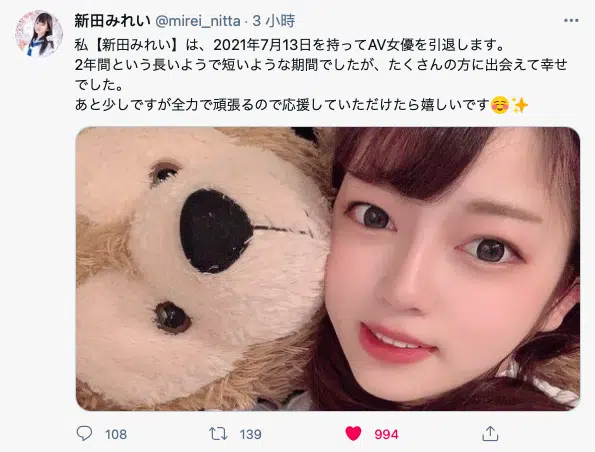 新田みれい @mirei_nitta · 3 小時
私【新田みれい】は、2021年7月13日を持ってAV女優を引退します。
2年間という長いようで短いような期間でしたが、たくさんの方に出会えて幸せ
でした。
あと少しですが全力で頑張るので応援していただけたら嬉しいです☺️✨
108 139 994